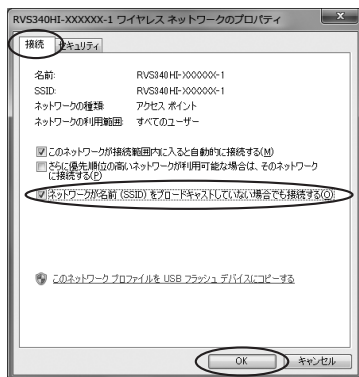 RVS340HI-XXXXXX-1 ワイヤレス ネットワークのプロパティ
接続 セキュリティ
名前: RVS340HI-XXXXXX-1
SSID: RVS340HI-XXXXXX-1
ネットワークの種類: アクセス ポイント
ネットワークの利用範囲: すべてのユーザー
このネットワークが接続範囲内に入ると自動的に接続する(M)
さらに優先順位の高いネットワークが利用可能な場合は、そのネットワーク
に接続する(P)
ネットワークが名前 (SSID) をブロードキャストしていない場合でも接続する(O)
このネットワーク プロファイルを USB フラッシュ デバイスにコピーする
OK キャンセル